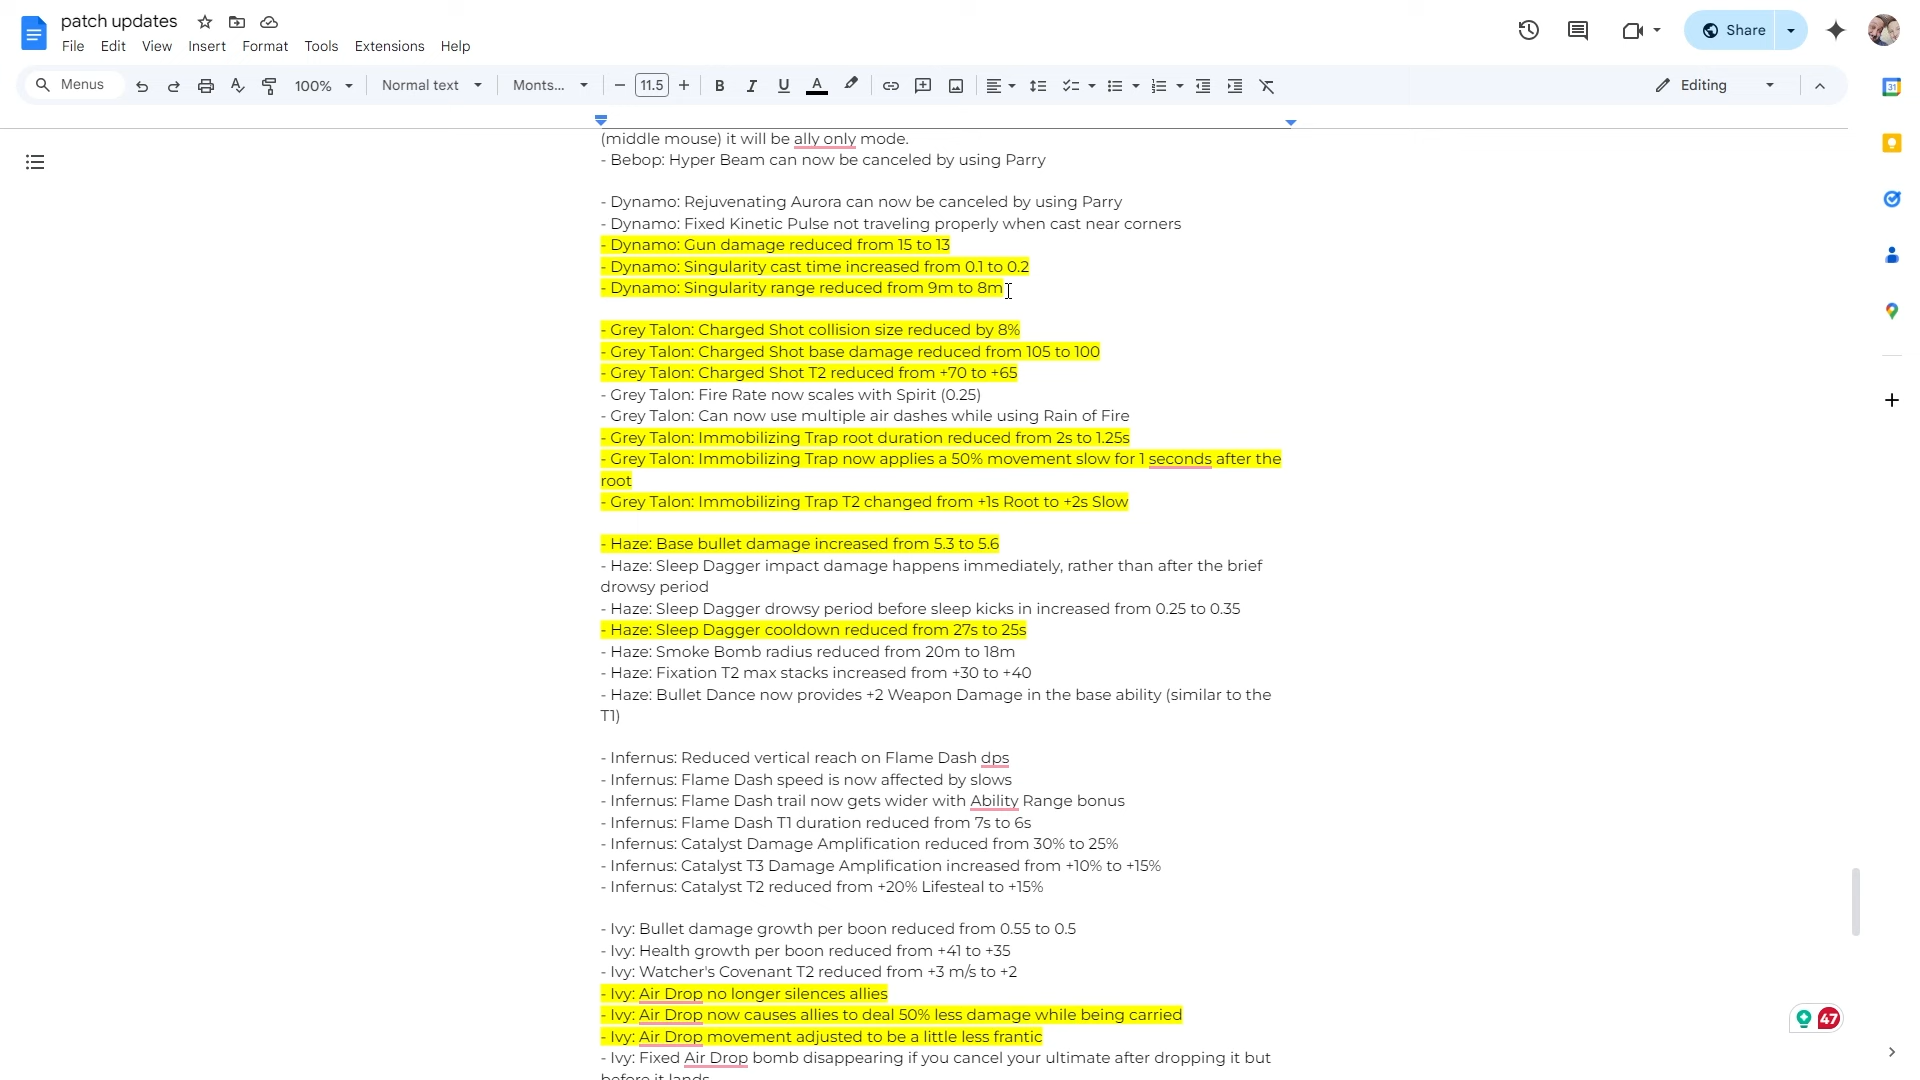 patch updates
File Edit View Insert Format Tools Extensions Help
Share
Menus 100% Normal text Monts... 11.5 Editing
31
(middle mouse) it will be ally only mode.
- Bebop: Hyper Beam can now be canceled by using Parry
- Dynamo: Rejuvenating Aurora can now be canceled by using Parry
- Dynamo: Fixed Kinetic Pulse not traveling properly when cast near corners
- Dynamo: Gun damage reduced from 15 to 13
- Dynamo: Singularity cast time increased from 0.1 to 0.2
- Dynamo: Singularity range reduced from 9m to 8m
- Grey Talon: Charged Shot collision size reduced by 8%
- Grey Talon: Charged Shot base damage reduced from 105 to 100
- Grey Talon: Charged Shot T2 reduced from +70 to +65
- Grey Talon: Fire Rate now scales with Spirit (0.25)
- Grey Talon: Can now use multiple air dashes while using Rain of Fire
- Grey Talon: Immobilizing Trap root duration reduced from 2s to 1.25s
- Grey Talon: Immobilizing Trap now applies a 50% movement slow for 1 seconds after the
root
- Grey Talon: Immobilizing Trap T2 changed from +1s Root to +2s Slow
- Haze: Base bullet damage increased from 5.3 to 5.6
- Haze: Sleep Dagger impact damage happens immediately, rather than after the brief
drowsy period
- Haze: Sleep Dagger drowsy period before sleep kicks in increased from 0.25 to 0.35
- Haze: Sleep Dagger cooldown reduced from 27s to 25s
- Haze: Smoke Bomb radius reduced from 20m to 18m
- Haze: Fixation T2 max stacks increased from +30 to +40
- Haze: Bullet Dance now provides +2 Weapon Damage in the base ability (similar to the
T1)
- Infernus: Reduced vertical reach on Flame Dash dps
- Infernus: Flame Dash speed is now affected by slows
- Infernus: Flame Dash trail now gets wider with Ability Range bonus
- Infernus: Flame Dash T1 duration reduced from 7s to 6s
- Infernus: Catalyst Damage Amplification reduced from 30% to 25%
- Infernus: Catalyst T3 Damage Amplification increased from +10% to +15%
- Infernus: Catalyst T2 reduced from +20% Lifesteal to +15%
- Ivy: Bullet damage growth per boon reduced from 0.55 to 0.5
- Ivy: Health growth per boon reduced from +41 to +35
- Ivy: Watcher's Covenant T2 reduced from +3 m/s to +2
- Ivy: Air Drop no longer silences allies
- Ivy: Air Drop now causes allies to deal 50% less damage while being carried
- Ivy: Air Drop movement adjusted to be a little less frantic
- Ivy: Fixed Air Drop bomb disappearing if you cancel your ultimate after dropping it but
before it lands
47